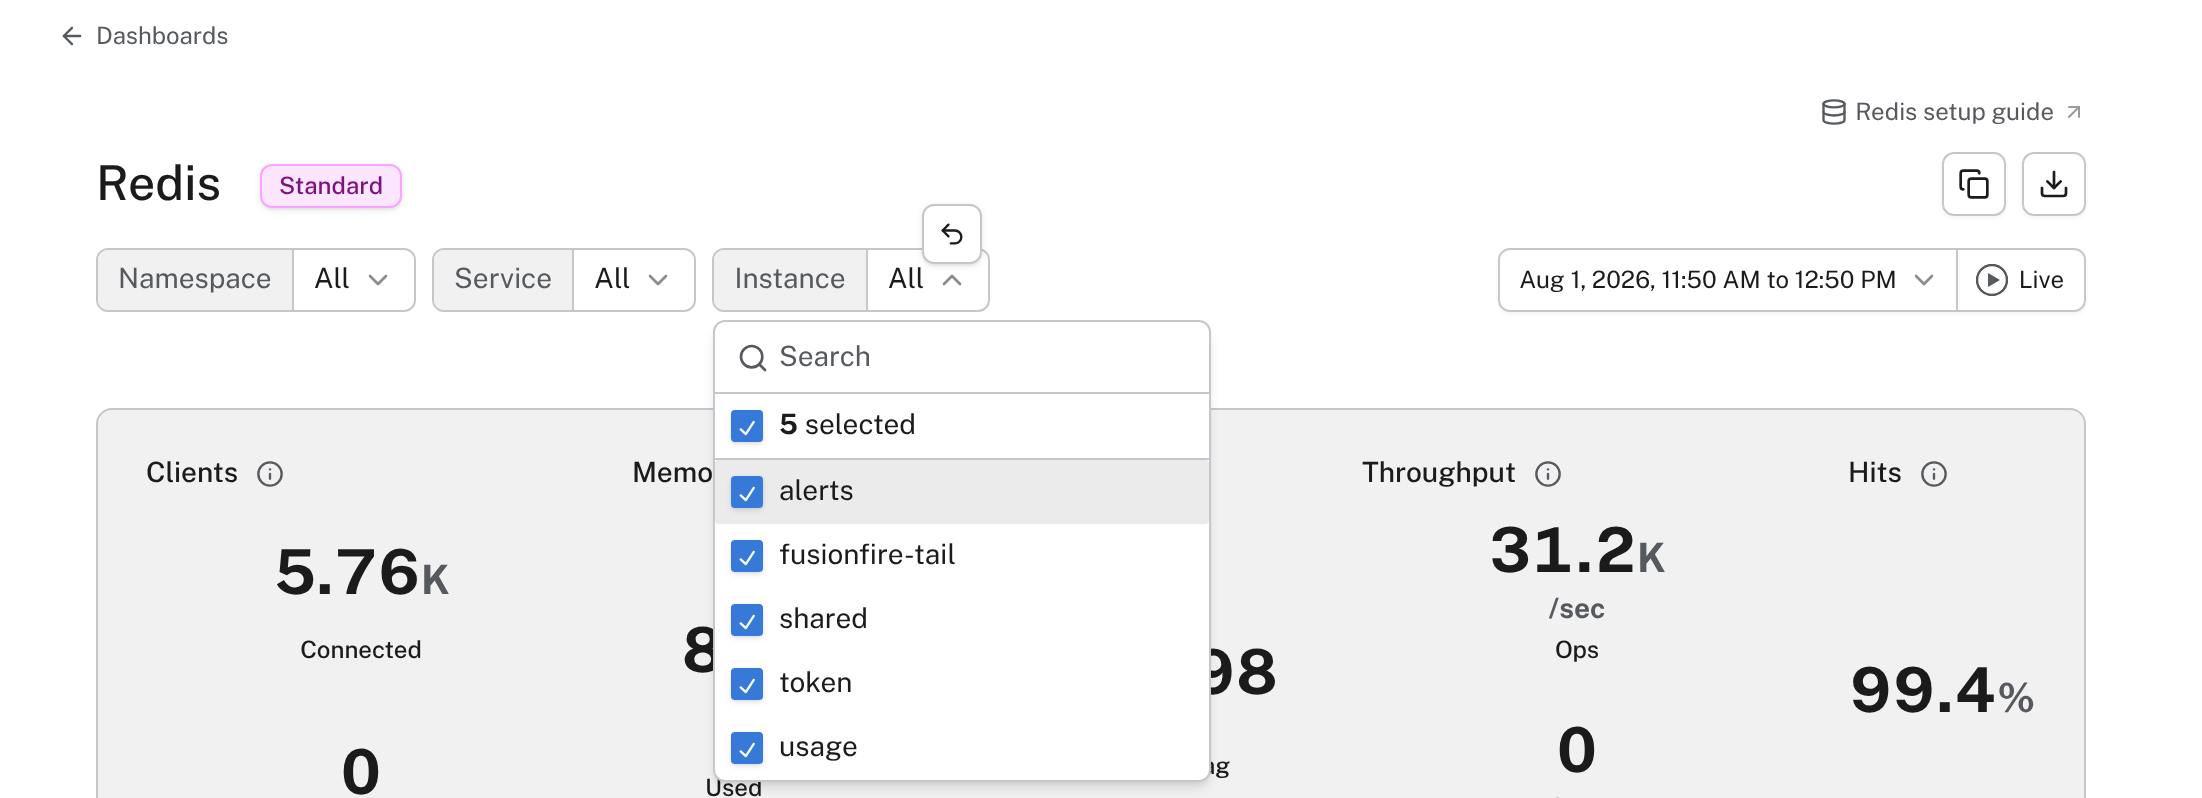 Dashboards
Redis setup guide
Redis Standard
Namespace All Service All Instance All Aug 1, 2026, 11:50 AM to 12:50 PM Live
Search
5 selected
alerts
fusionfire-tail
shared
token
usage
Clients
5.76K
Connected
0
Memo
8
Used
98
Throughput
31.2K
/sec
Ops
0
Hits
99.4%